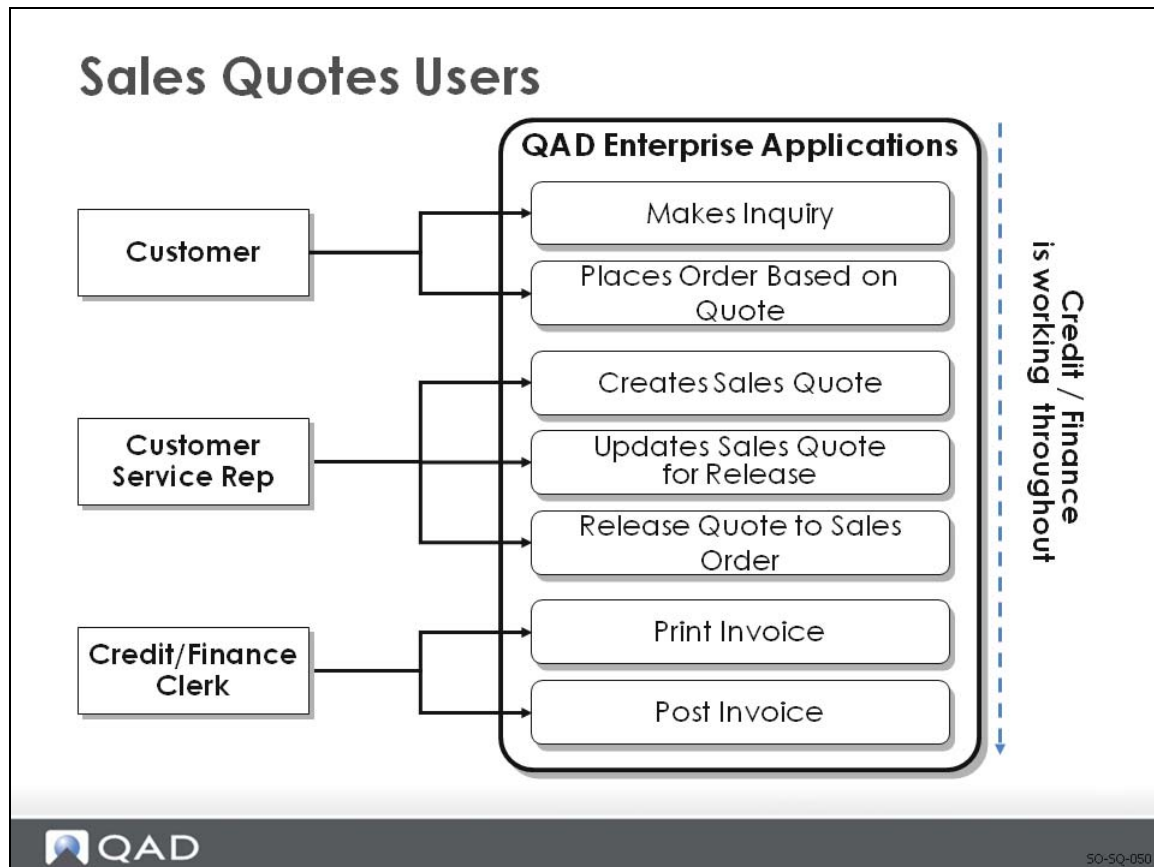 Sales Quotes Users
QAD Enterprise Applications
Customer
Makes Inquiry
Places Order Based on
Quote
Customer
Service Rep
Creates Sales Quote
Updates Sales Quote
for Release
Release Quote to Sales
Order
Credit/Finance
Clerk
Print Invoice
Post Invoice
Credit / Finance
is working throughout
QAD
SO-SQ-050